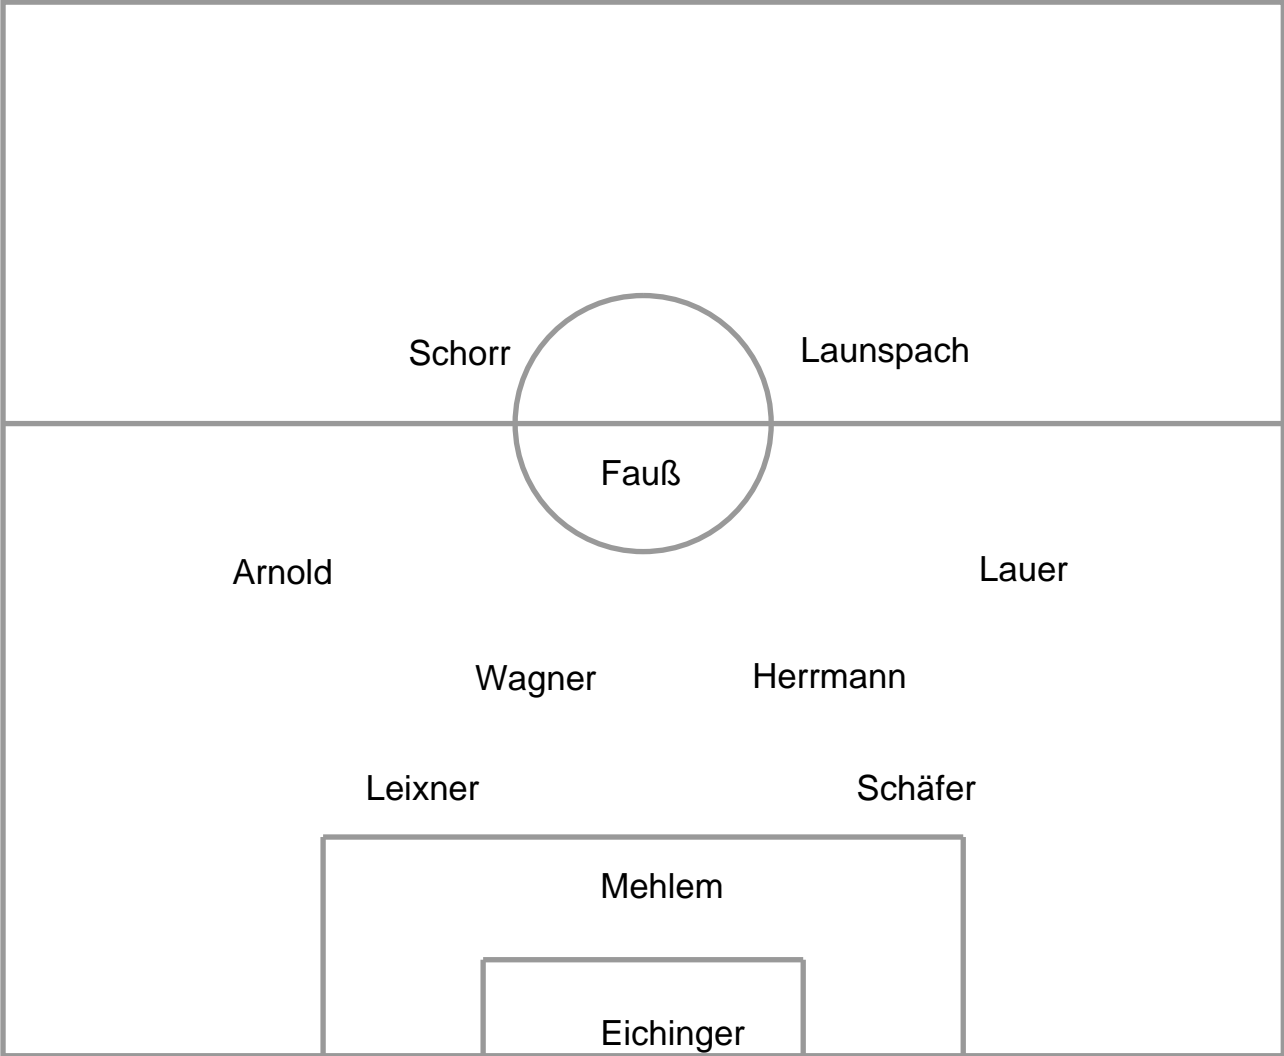 Schorr
Launspach
Fauß
Arnold
Lauer
Wagner
Herrmann
Leixner
Schäfer
Mehlem
Eichinger